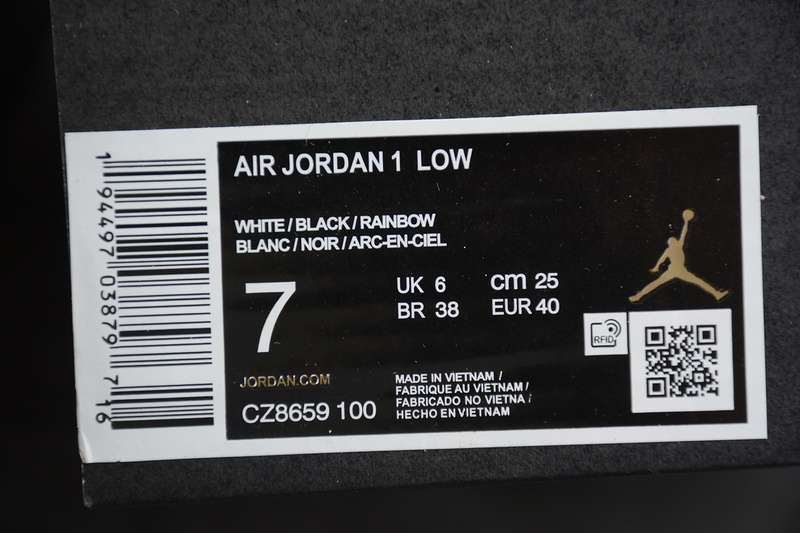 AIR JORDAN 1 LOW
WHITE / BLACK / RAINBOW
BLANC / NOIR / ARC-EN-CIEL
7
UK 6
cm 25
BR 38
EUR 40
RFID
JORDAN.COM
CZ8659 100
MADE IN VIETNAM /
FABRIQUE AU VIETNAM /
FABRICADO NO VIETNA /
HECHO EN VIETNAM
1 94497 03879 7 16